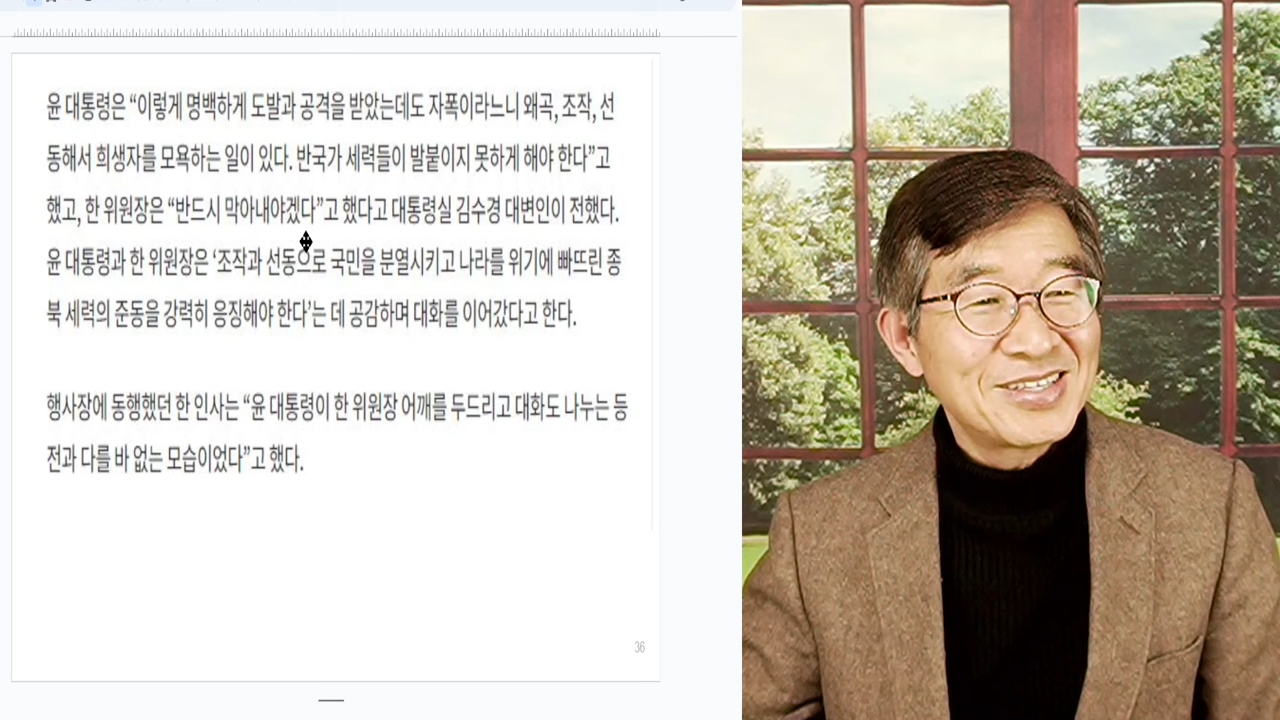 윤 대통령은 “이렇게 명백하게 도발과 공격을 받았는데도 자폭이라느니 왜곡, 조작, 선
동해서 희생자를 모욕하는 일이 있다. 반국가 세력들이 발붙이지 못하게 해야 한다”고
했고, 한 위원장은 “반드시 막아내야겠다”고 했다고 대통령실 김수경 대변인이 전했다.
윤 대통령과 한 위원장은 ‘조작과 선동으로 국민을 분열시키고 나라를 위기에 빠뜨린 종
북 세력의 준동을 강력히 응징해야 한다’는 데 공감하며 대화를 이어갔다고 한다.
행사장에 동행했던 한 인사는 “윤 대통령이 한 위원장 어깨를 두드리고 대화도 나누는 등
전과 다를 바 없는 모습이었다”고 했다.
36